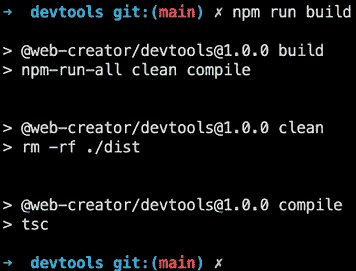 → devtools git:(main) ✗ npm run build
> @web-creator/devtools@1.0.0 build
> npm-run-all clean compile
> @web-creator/devtools@1.0.0 clean
> rm -rf ./dist
> @web-creator/devtools@1.0.0 compile
> tsc
→ devtools git:(main) ✗